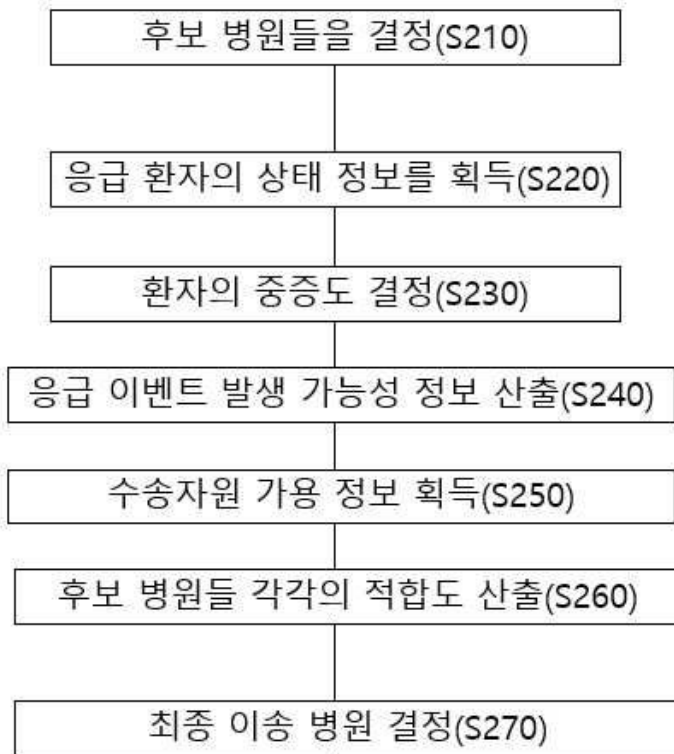 후보 병원들을 결정(S210)
응급 환자의 상태 정보를 획득(S220)
환자의 중증도 결정(S230)
응급 이벤트 발생 가능성 정보 산출(S240)
수송자원 가용 정보 획득(S250)
후보 병원들 각각의 적합도 산출(S260)
최종 이송 병원 결정(S270)